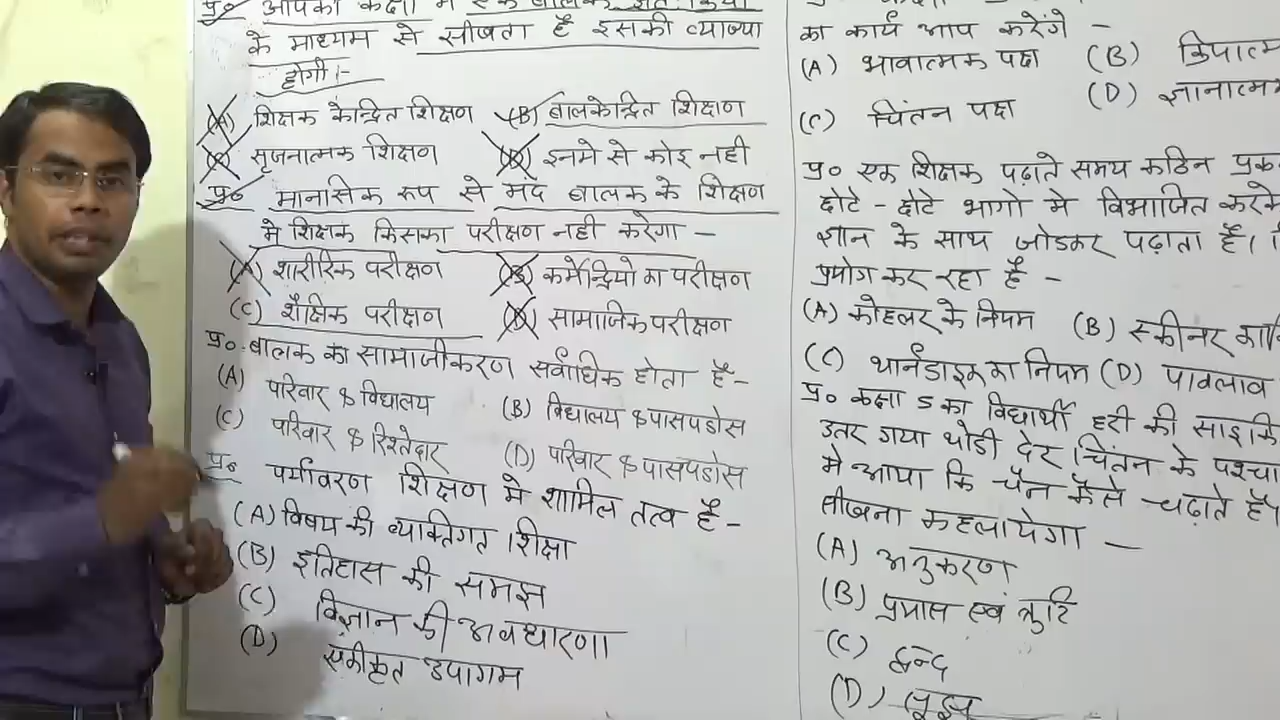 प्र० आपकी कक्षा में एक बालक
के माध्यम से सीखता है इसकी व्याख्या
होगी:-
(A) शिक्षक केन्द्रित शिक्षण (B) बालकेन्द्रित शिक्षण
सृजनात्मक शिक्षण (D) इनमे से कोइ नही
प्र० मानसिक रूप से मंद बालक के शिक्षण
मे शिक्षक किसका परीक्षण नही करेगा -
(A) शारीरिक परीक्षण (B) कर्मेन्द्रियो का परीक्षण
(C) शैक्षिक परीक्षण (D) सामाजिक परीक्षण
प्र०-बालक का सामाजीकरण सर्वाधिक होता है-
(A) परिवार & विद्यालय (B) विद्यालय & पासपडोस
(C) परिवार & रिश्तेदार (D) परिवार & पासपडोस
प्र० पर्यावरण शिक्षण मे शामिल तत्व है -
(A) विषय की व्यक्तिगत शिक्षा
(B) इतिहास की समझ
(C) विज्ञान की अवधारणा
(D) एकीकृत उपागम
का कार्य आप करेंगे -
(A) भावात्मक पक्ष (B) क्रियात्म
(C) चिंतन पक्ष (D) ज्ञानात्म
प्र० एक शिक्षक पढ़ाते समय कठिन प्रक
छोटे - छोटे भागो मे विभाजित करके
ज्ञान के साथ जोडकर पढ़ाता है।
प्रयोग कर रहा है -
(A) कोहलर के नियम (B) स्कीनर का
(C) थार्नडाइक का नियम (D) पावलाव
प्र० कक्षा 5 का विद्यार्थी हरी की साइकि
उतर गया थोडी देर चिंतन के पश्चा
मे आया कि चैन कैसे चढ़ाते है
सीखना कहलायेगा -
(A) अनुकरण
(B) प्रयास एवं त्रुटि
(C) द्वन्द
(D) सूझ